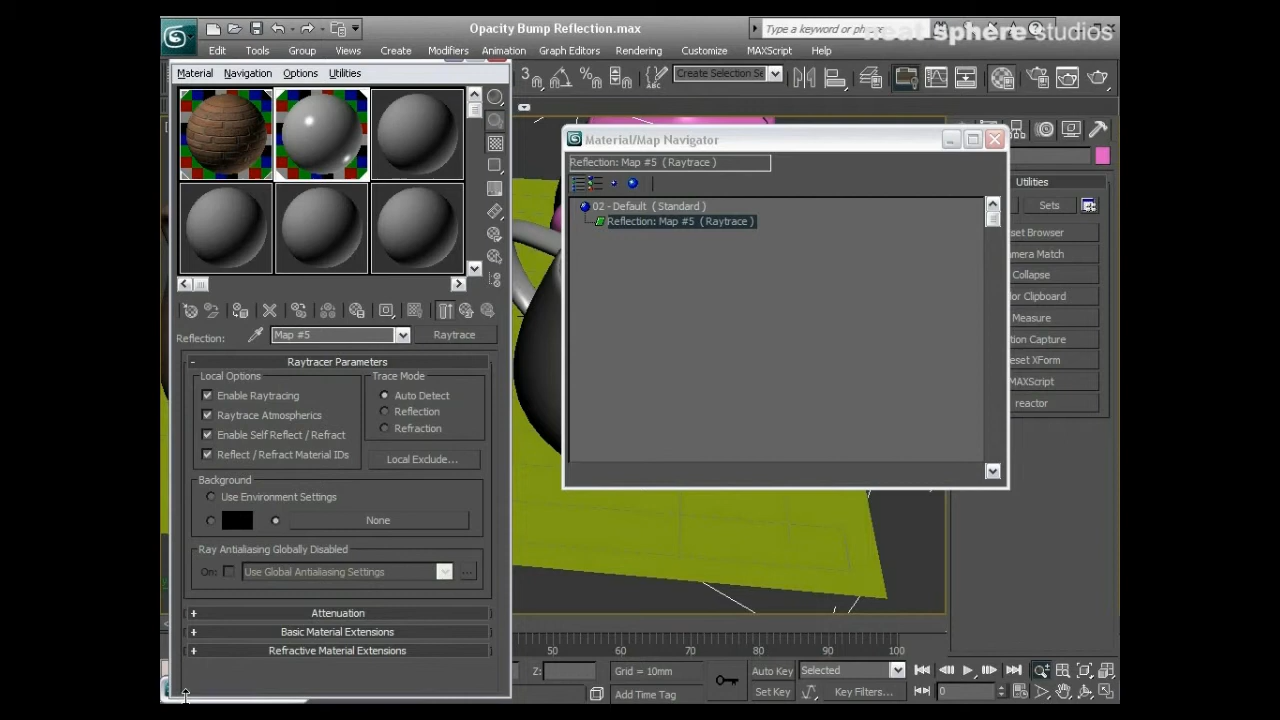 Opacity Bump Reflection.max
Type a keyword or phrase
neat sphere studios
Edit Tools Group Views Create Modifiers Animation Graph Editors Rendering Customize MAXScript Help
Material Navigation Options Utilities
3
%
ABC
Create Selection Se
Material/Map Navigator
Reflection: Map #5 (Raytrace )
02 - Default ( Standard )
Reflection: Map #5 (Raytrace )
Utilities
Sets
set Browser
amera Match
Collapse
lor Clipboard
Measure
tion Capture
eset XForm
MAXScript
reactor
Reflection:
Map #5
Raytrace
- Raytracer Parameters
Local Options
Trace Mode
Enable Raytracing
Auto Detect
Raytrace Atmospherics
Reflection
Enable Self Reflect / Refract
Refraction
Reflect / Refract Material IDs
Local Exclude...
Background
Use Environment Settings
None
Ray Antialiasing Globally Disabled
On:
Use Global Antialiasing Settings
...
+ Attenuation
+ Basic Material Extensions
+ Refractive Material Extensions
50 60 70 80 90 100
Z:
Grid = 10mm
Auto Key
Selected
Add Time Tag
Set Key
Key Filters...
0